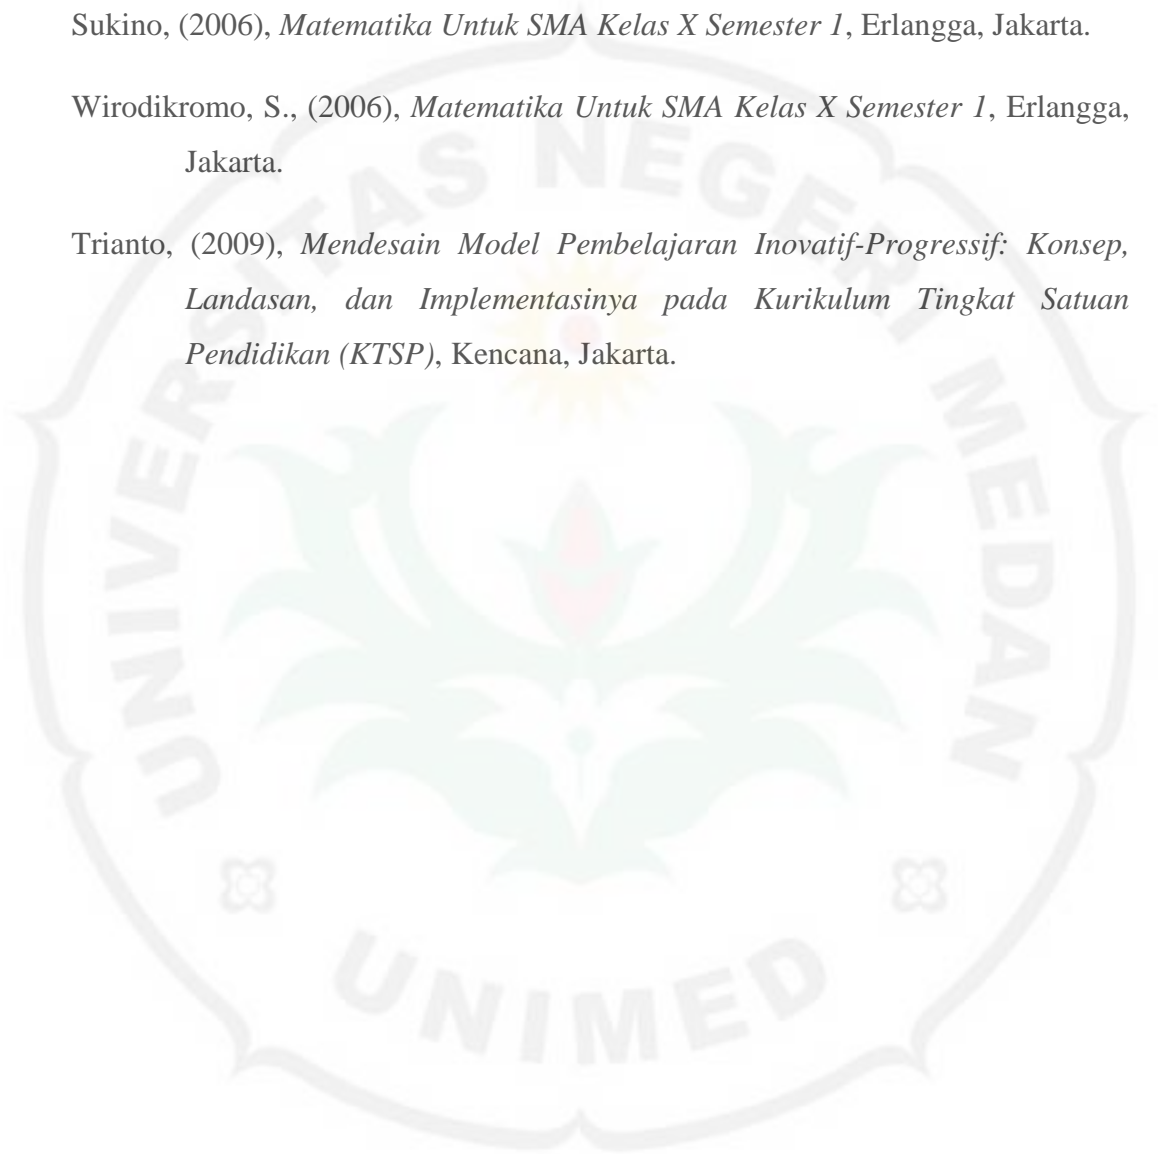 Sukino, (2006), Matematika Untuk SMA Kelas X Semester 1, Erlangga, Jakarta.
Wirodikromo, S., (2006), Matematika Untuk SMA Kelas X Semester 1, Erlangga,
Jakarta.
Trianto, (2009), Mendesain Model Pembelajaran Inovatif-Progressif: Konsep,
Landasan, dan Implementasinya pada Kurikulum Tingkat Satuan
Pendidikan (KTSP), Kencana, Jakarta.
UNIVERSITAS NEGERI MEDAN
UNIMED